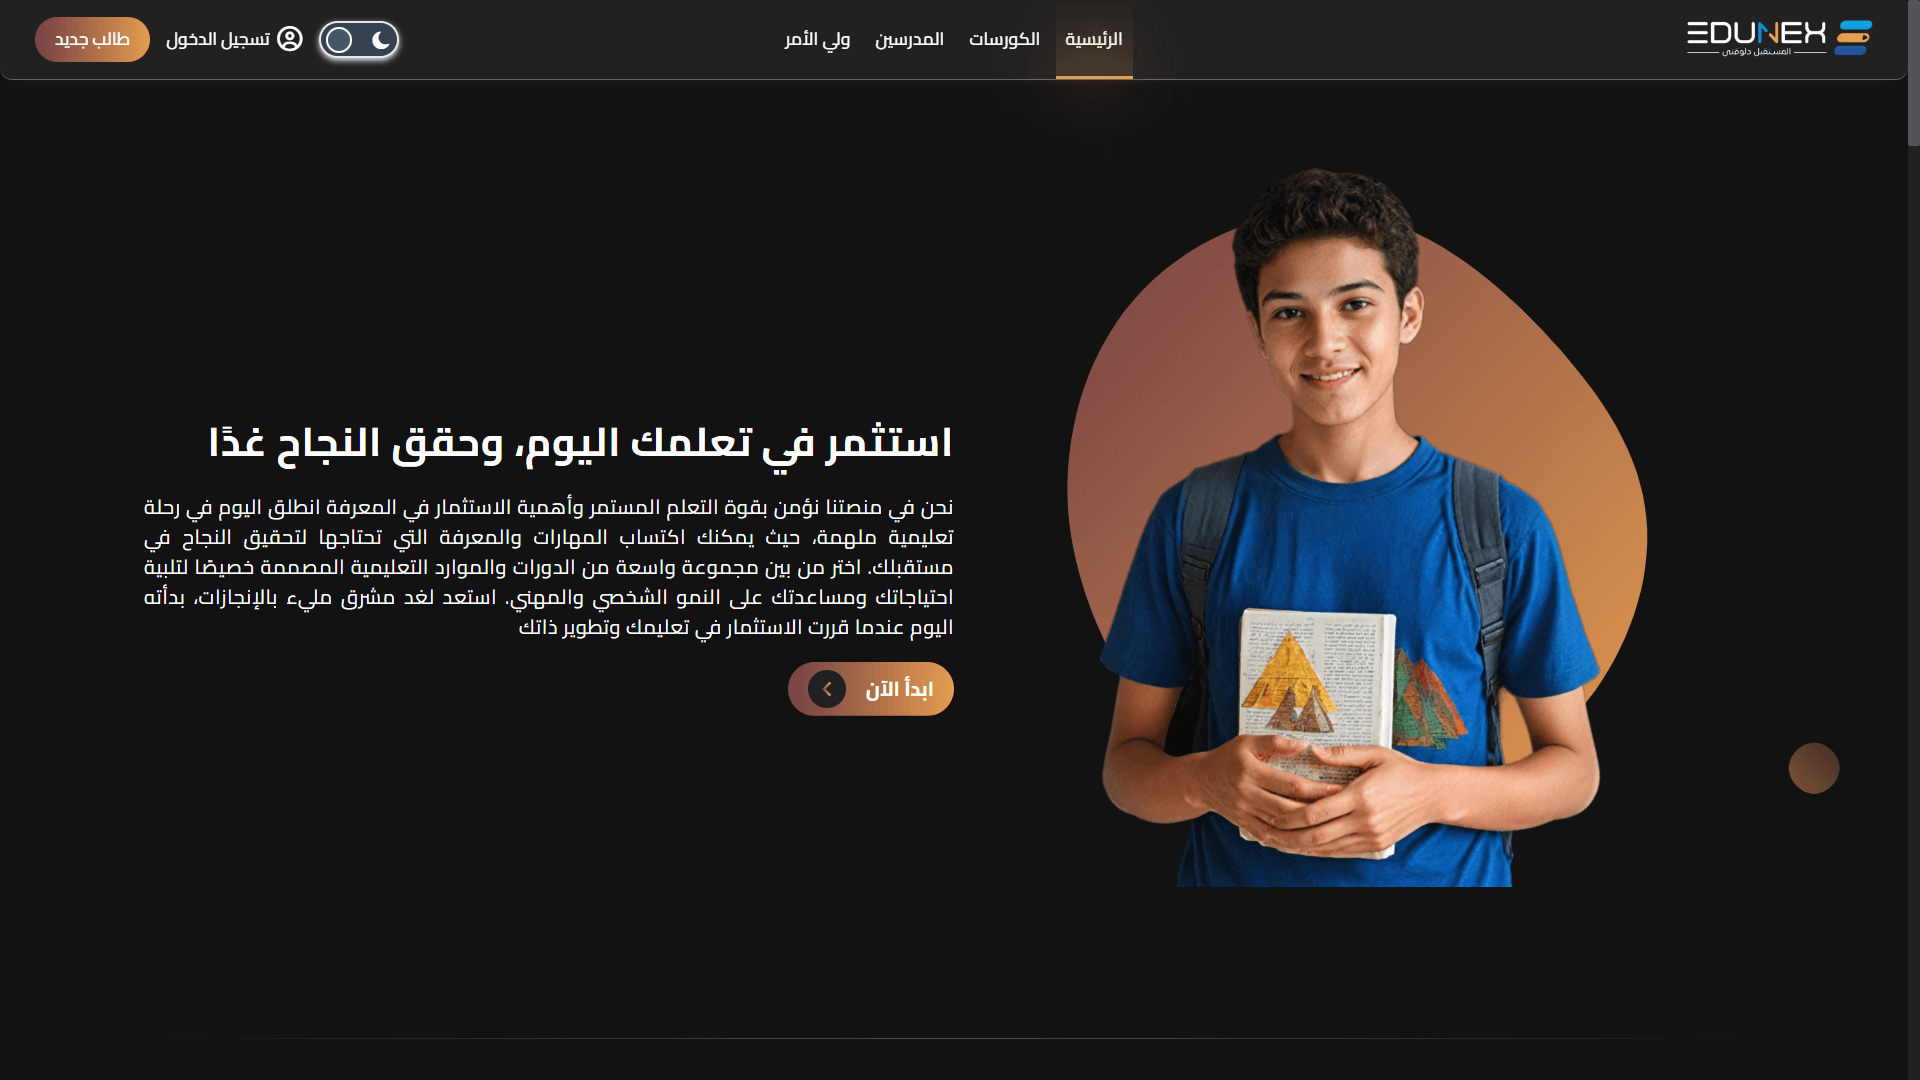 EDUNEX
المستقبل دلوقتي
الرئيسية
الكورسات
المدرسين
ولي الأمر
تسجيل الدخول
طالب جديد
استثمر في تعلمك اليوم، وحقق النجاح غدًا
نحن في منصتنا نؤمن بقوة التعلم المستمر وأهمية الاستثمار في المعرفة انطلق اليوم في رحلة
تعليمية ملهمة، حيث يمكنك اكتساب المهارات والمعرفة التي تحتاجها لتحقيق النجاح في
مستقبلك. اختر من بين مجموعة واسعة من الدورات والموارد التعليمية المصممة خصيصًا لتلبية
احتياجاتك ومساعدتك على النمو الشخصي والمهني. استعد لغد مشرق مليء بالإنجازات، بدأته
اليوم عندما قررت الاستثمار في تعليمك وتطوير ذاتك
ابدأ الآن